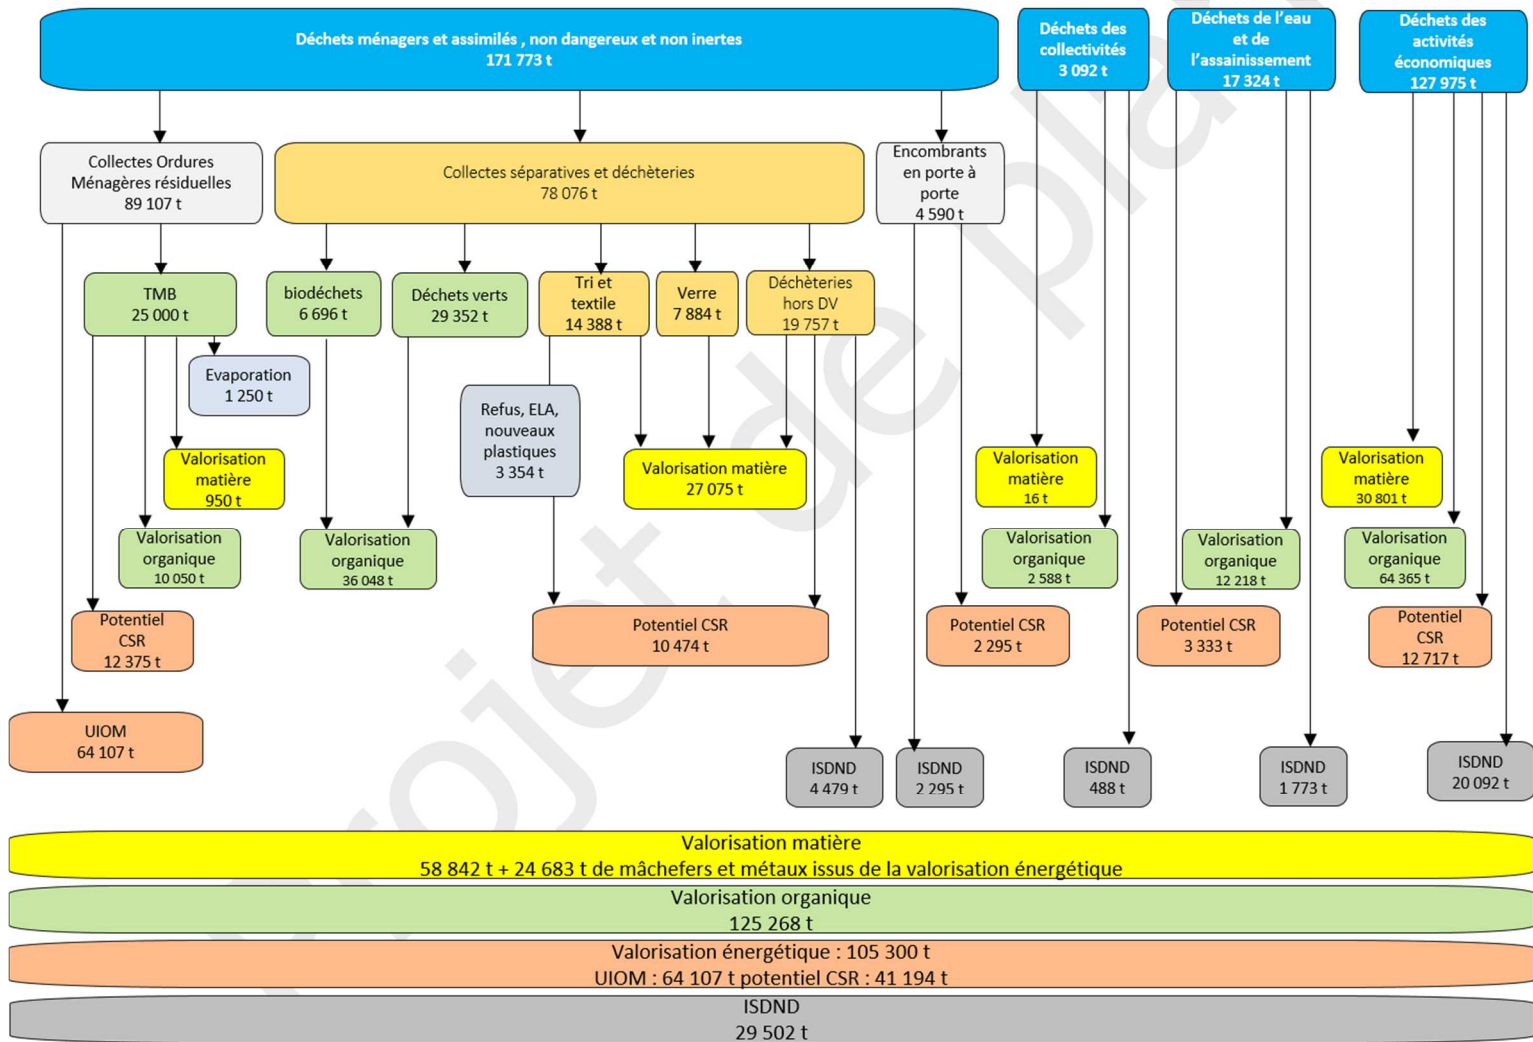 Déchets ménagers et assimilés , non dangereux et non inertes
171 773 t
Déchets des
collectivités
3 092 t
Déchets de l'eau
et de
l'assainissement
17 324 t
Déchets des
activités
économiques
127 975 t
Collectes Ordures
Ménagères résiduelles
89 107 t
Collectes séparatives et déchèteries
78 076 t
Encombrants
en porte à
porte
4 590 t
TMB
25 000 t
biodéchets
6 696 t
Déchets verts
29 352 t
Tri et
textile
14 388 t
Verre
7 884 t
Déchèteries
hors DV
19 757 t
Evaporation
1 250 t
Refus, ELA,
nouveaux
plastiques
3 354 t
Valorisation
matière
950 t
Valorisation matière
27 075 t
Valorisation
matière
16 t
Valorisation
matière
30 801 t
Valorisation
organique
10 050 t
Valorisation
organique
36 048 t
Valorisation
organique
2 588 t
Valorisation
organique
12 218 t
Valorisation
organique
64 365 t
Potentiel
CSR
12 375 t
Potentiel CSR
10 474 t
Potentiel CSR
2 295 t
Potentiel CSR
3 333 t
Potentiel
CSR
12 717 t
UIOM
64 107 t
ISDND
4 479 t
ISDND
2 295 t
ISDND
488 t
ISDND
1 773 t
ISDND
20 092 t
Valorisation matière
58 842 t + 24 683 t de mâchefers et métaux issus de la valorisation énergétique
Valorisation organique
125 268 t
Valorisation énergétique : 105 300 t
UIOM : 64 107 t potentiel CSR : 41 194 t
ISDND
29 502 t
projet de pla